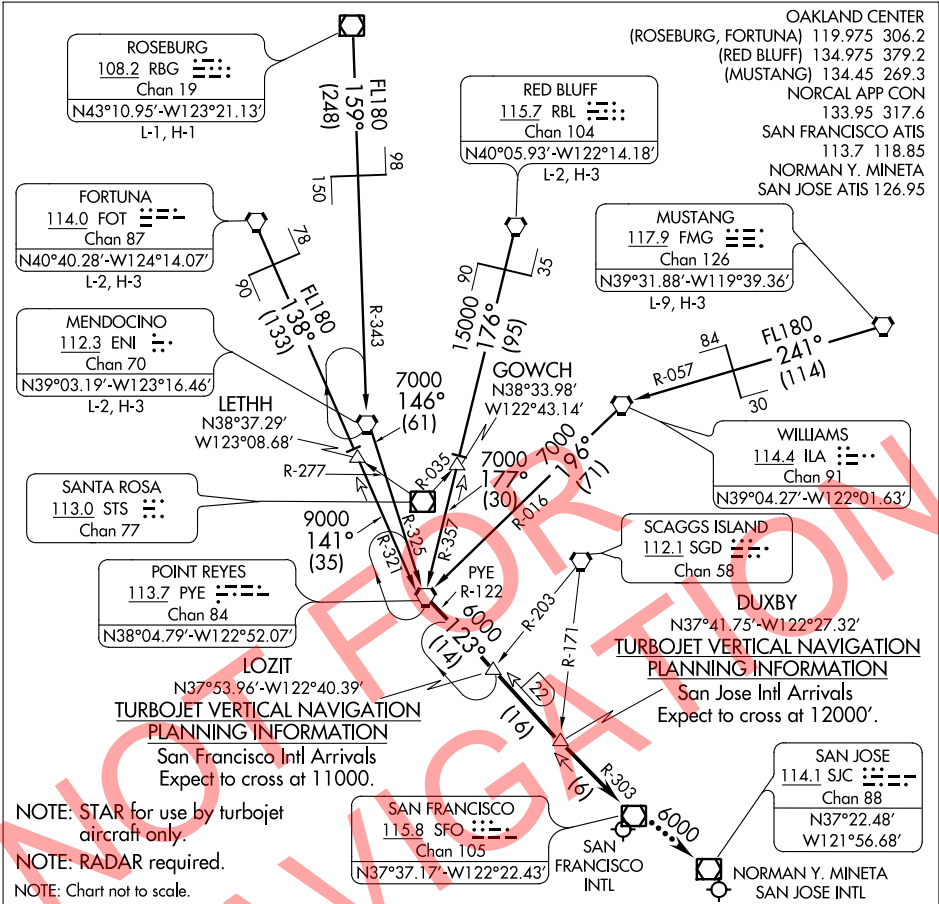 OAKLAND CENTER
(ROSEBURG, FORTUNA) 119.975 306.2
(RED BLUFF) 134.975 379.2
(MUSTANG) 134.45 269.3
NORCAL APP CON
133.95 317.6
SAN FRANCISCO ATIS
113.7 118.85
NORMAN Y. MINETA
SAN JOSE ATIS 126.95
ROSEBURG
108.2 RBG
Chan 19
N43°10.95'-W123°21.13'
L-1, H-1
FL180
159°
(248)
98
150
RED BLUFF
115.7 RBL
Chan 104
N40°05.93'-W122°14.18'
L-2, H-3
FORTUNA
114.0 FOT
Chan 87
N40°40.28'-W124°14.07'
L-2, H-3
78
90
FL180
138°
(133)
R-343
35
90
15000
176°
(95)
MUSTANG
117.9 FMG
Chan 126
N39°31.88'-W119°39.36'
L-9, H-3
FL180
241°
(114)
84
30
R-057
MENDOCINO
112.3 ENI
Chan 70
N39°03.19'-W123°16.46'
L-2, H-3
7000
146°
(61)
GOWCH
N38°33.98'
W122°43.14'
LETHH
N38°37.29'
W123°08.68'
WILLIAMS
114.4 ILA
Chan 91
N39°04.27'-W122°01.63'
7000
196°
(71)
R-016
7000
177°
(30)
R-035
R-277
R-357
R-325
R-321
SANTA ROSA
113.0 STS
Chan 77
9000
141°
(35)
SCAGGS ISLAND
112.1 SGD
Chan 58
POINT REYES
113.7 PYE
Chan 84
N38°04.79'-W122°52.07'
PYE
R-122
6000
123°
(14)
R-203
R-171
DUXBY
N37°41.75'-W122°27.32'
TURBOJET VERTICAL NAVIGATION
PLANNING INFORMATION
San Jose Intl Arrivals
Expect to cross at 12000'.
LOZIT
N37°53.96'-W122°40.39'
TURBOJET VERTICAL NAVIGATION
PLANNING INFORMATION
San Francisco Intl Arrivals
Expect to cross at 11000.
22
(16)
(6)
R-303
NOTE: STAR for use by turbojet
aircraft only.
NOTE: RADAR required.
NOTE: Chart not to scale.
SAN FRANCISCO
115.8 SFO
Chan 105
N37°37.17'-W122°22.43'
SAN
FRANCISCO
INTL
6000
SAN JOSE
114.1 SJC
Chan 88
N37°22.48'
W121°56.68'
NORMAN Y. MINETA
SAN JOSE INTL
NOT FOR
NAVIGATION